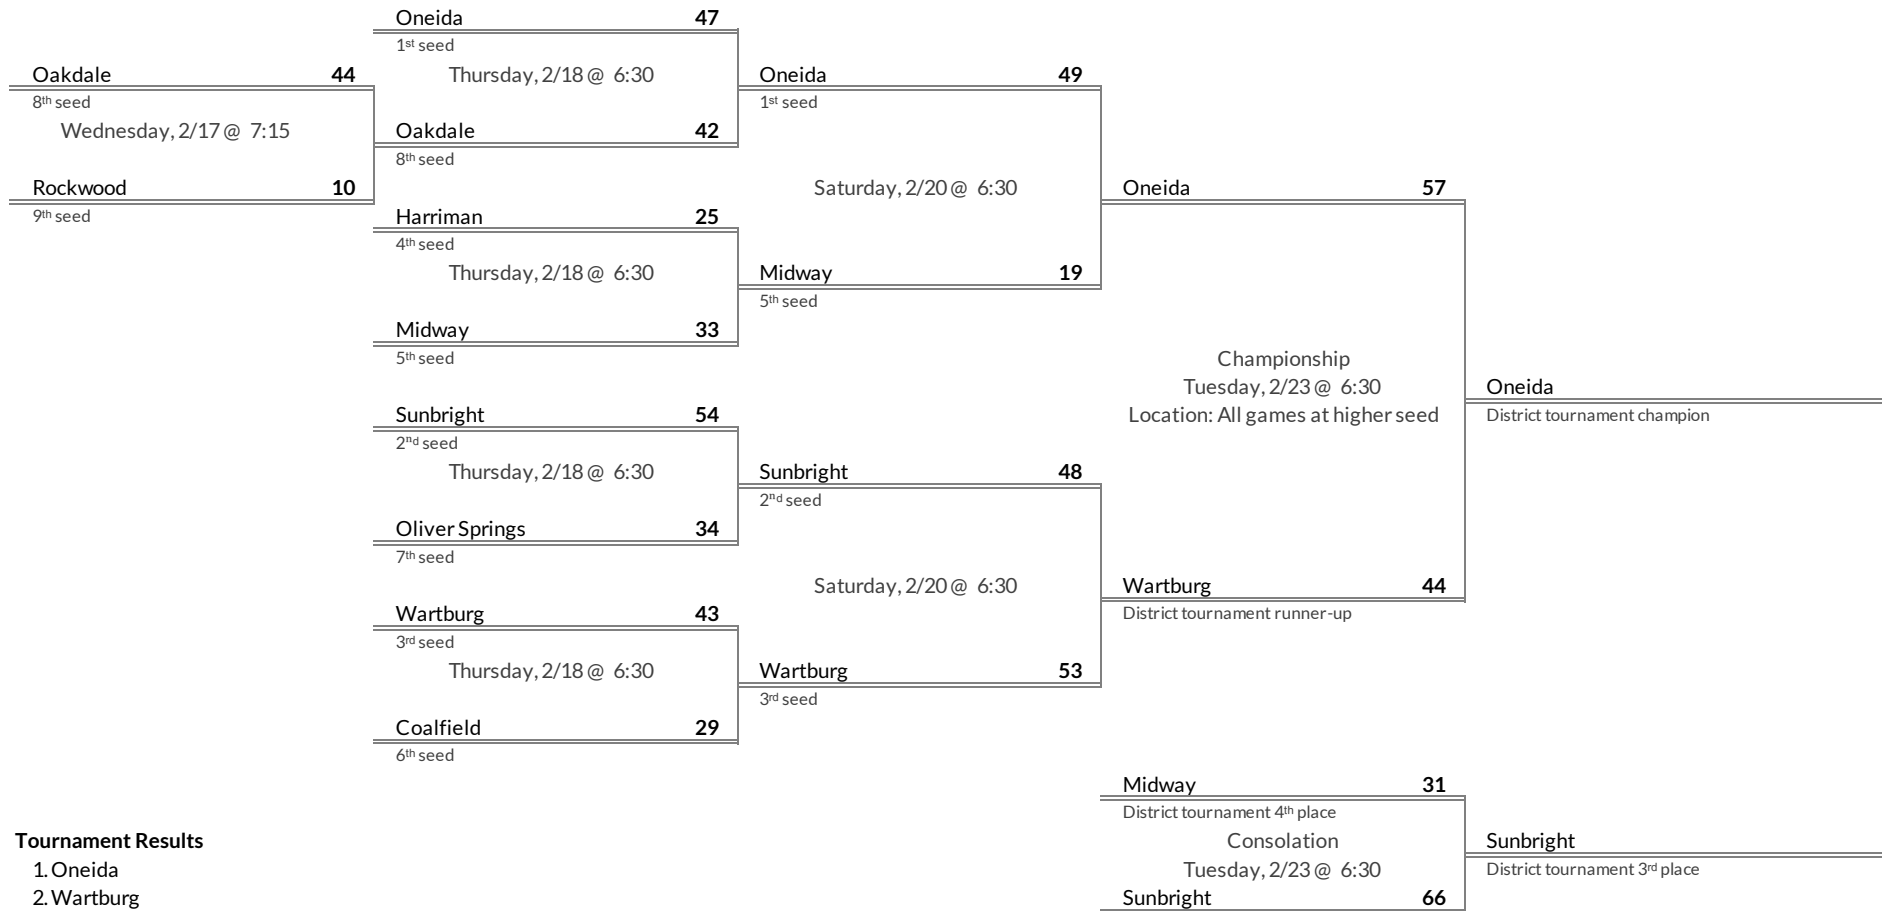 Oneida 47
1st seed
Thursday, 2/18 @ 6:30
Oakdale 44
8th seed
Wednesday, 2/17 @ 7:15
Rockwood 10
9th seed
Oakdale 42
8th seed
Harriman 25
4th seed
Thursday, 2/18 @ 6:30
Midway 33
5th seed
Sunbright 54
2nd seed
Thursday, 2/18 @ 6:30
Oliver Springs 34
7th seed
Wartburg 43
3rd seed
Thursday, 2/18 @ 6:30
Coalfield 29
6th seed
Oneida 49
1st seed
Saturday, 2/20 @ 6:30
Midway 19
5th seed
Sunbright 48
2nd seed
Saturday, 2/20 @ 6:30
Wartburg 53
3rd seed
Oneida 57
Championship
Tuesday, 2/23 @ 6:30
Location: All games at higher seed
Wartburg 44
District tournament runner-up
Oneida
District tournament champion
Midway 31
District tournament 4th place
Consolation
Tuesday, 2/23 @ 6:30
Sunbright 66
Sunbright
District tournament 3rd place
Tournament Results
1. Oneida
2. Wartburg